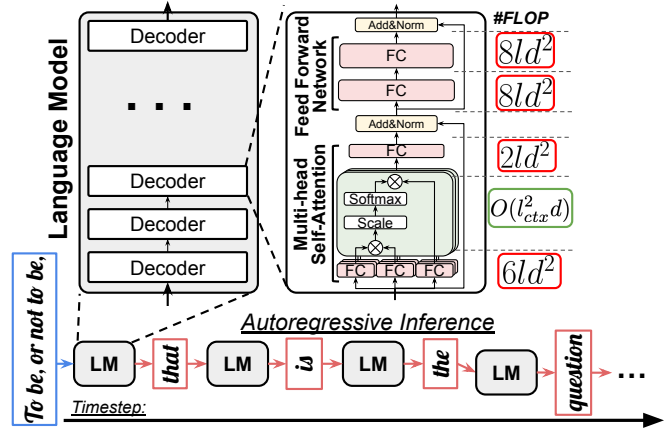 Language Model
Decoder
...
Decoder
Decoder
Decoder
Feed Forward
Network
Multi-head
Self-Attention
Add&Norm
FC
FC
Add&Norm
FC
Softmax
Scale
FC
FC
FC
#FLOP
8ld²
8ld²
2ld²
O(l²ctxd)
6ld²
Autoregressive Inference
To be, or not to be,
LM
that
LM
is
LM
the
LM
question
...
Timestep: